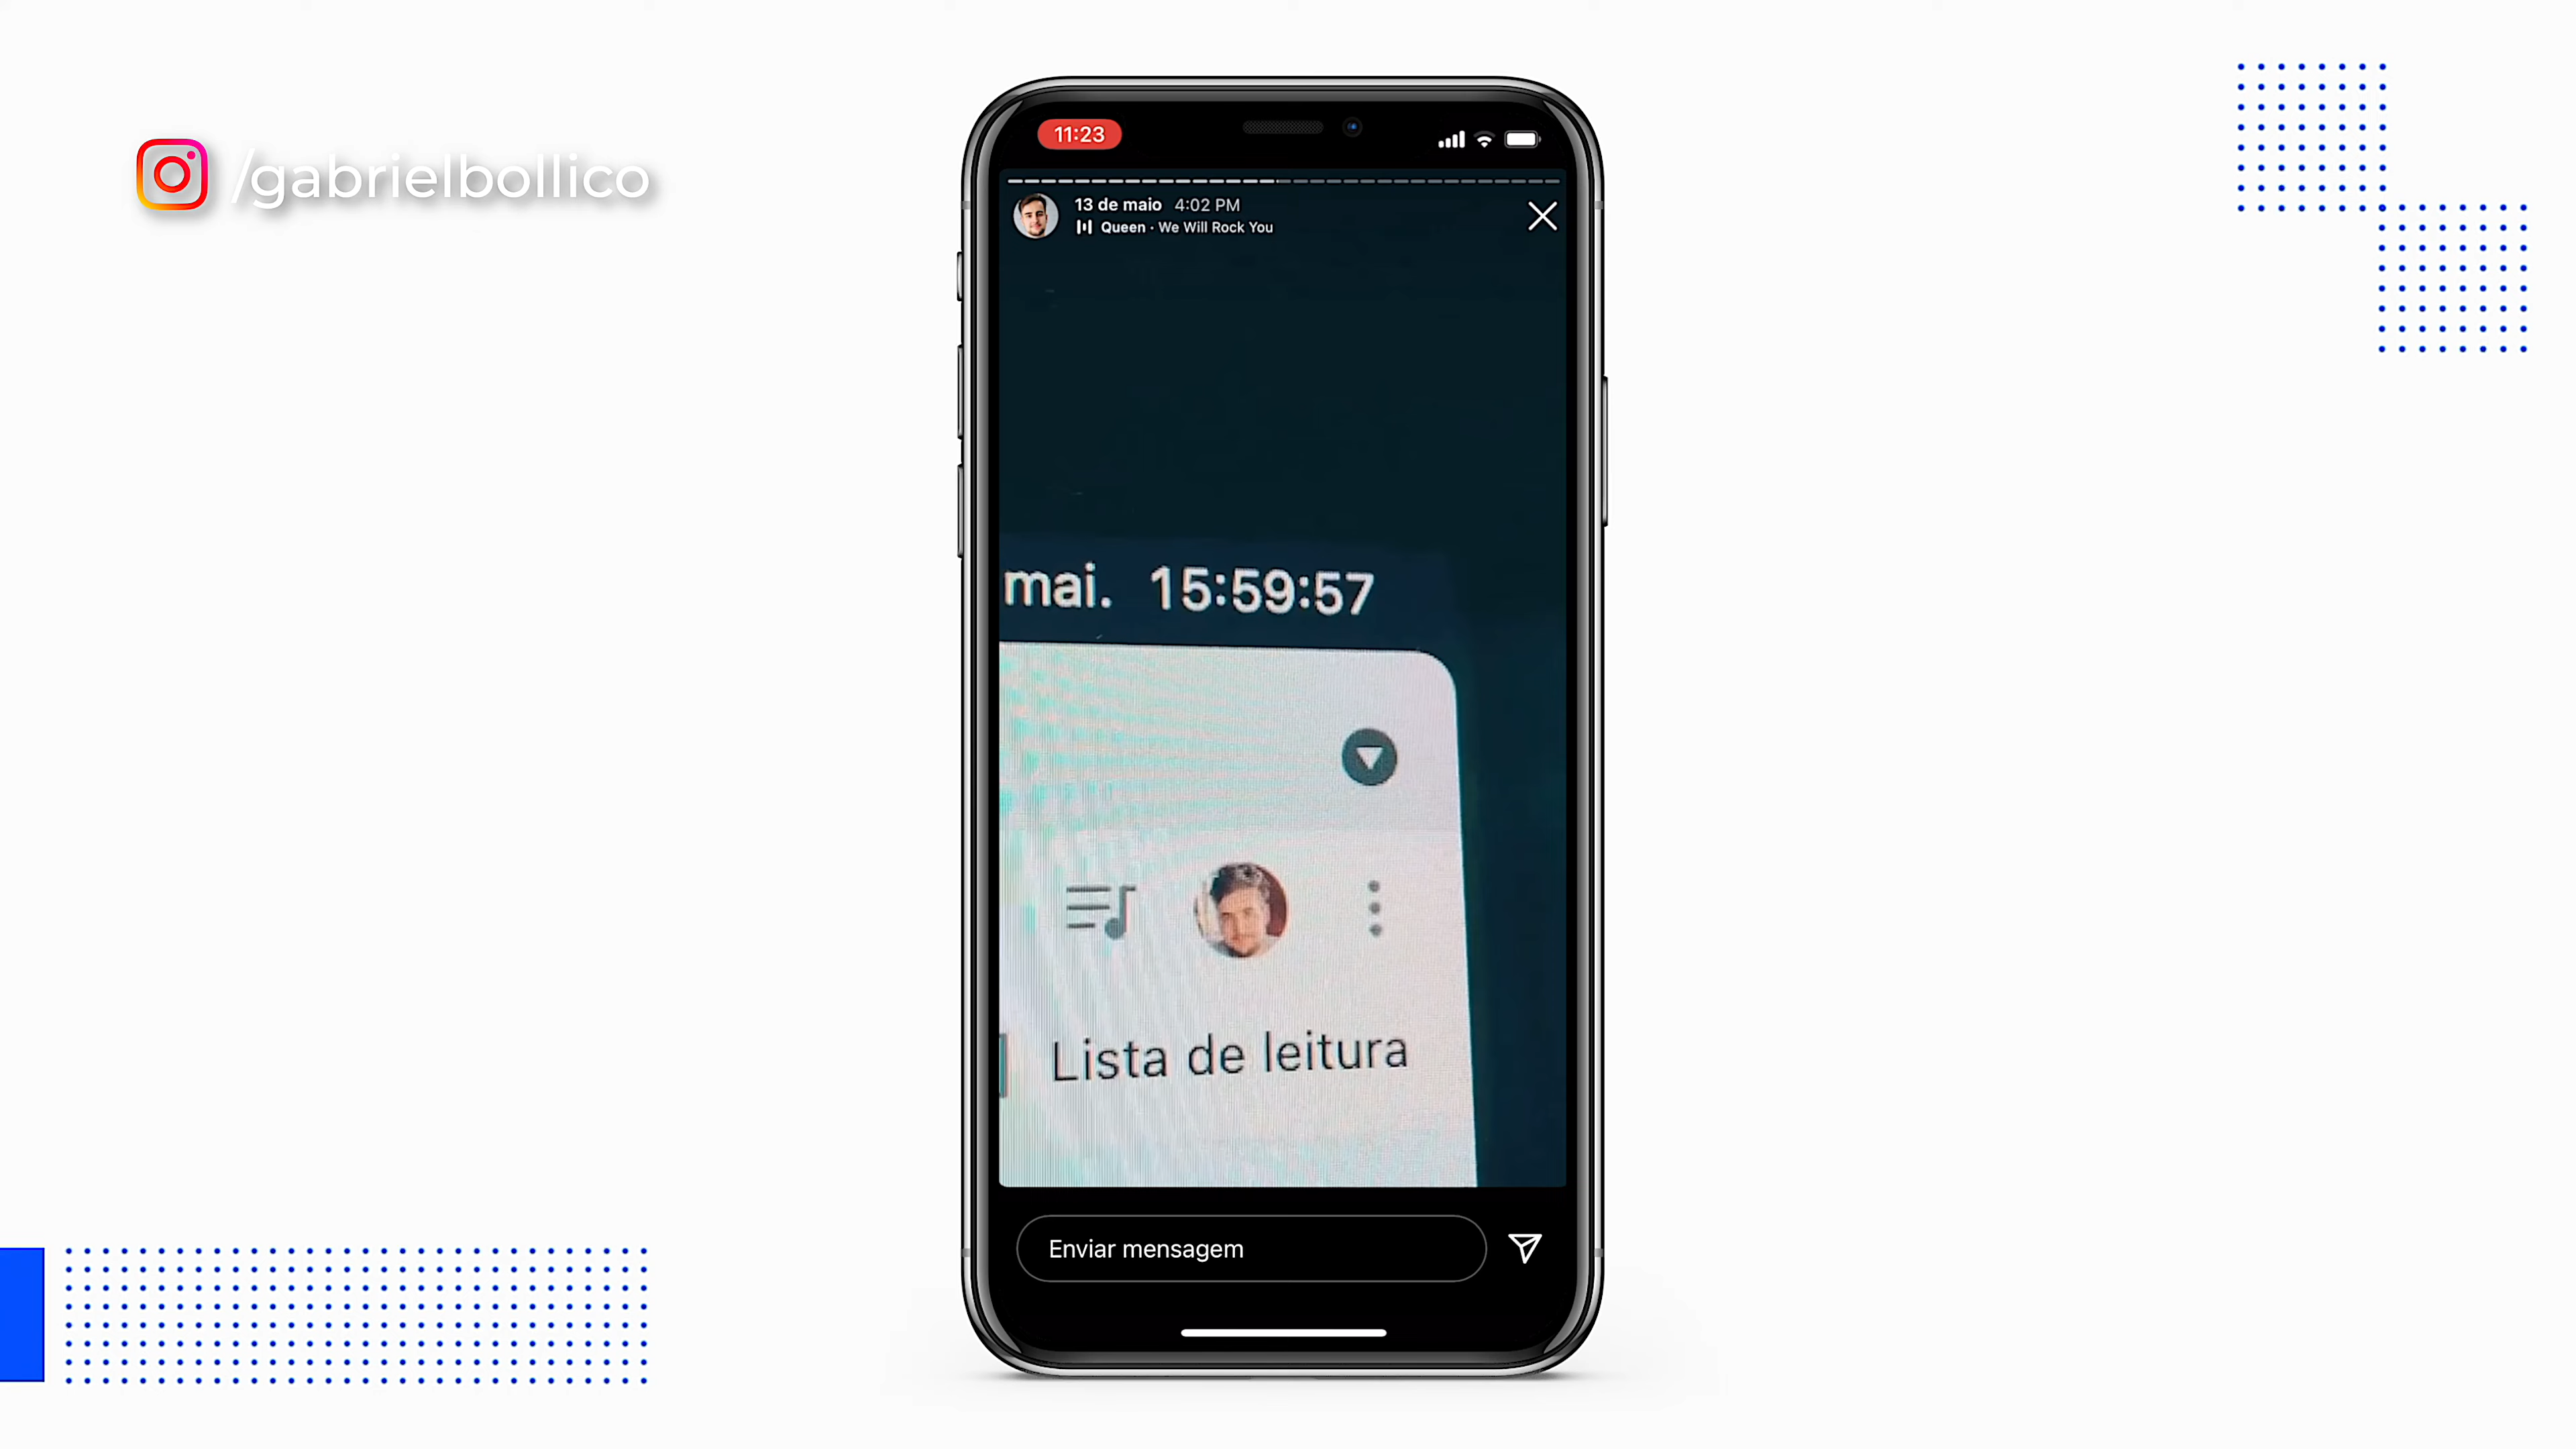 /gabrielbollico
11:23
13 de maio 4:02 PM
Queen · We Will Rock You
mai. 15:59:57
Lista de leitura
Enviar mensagem